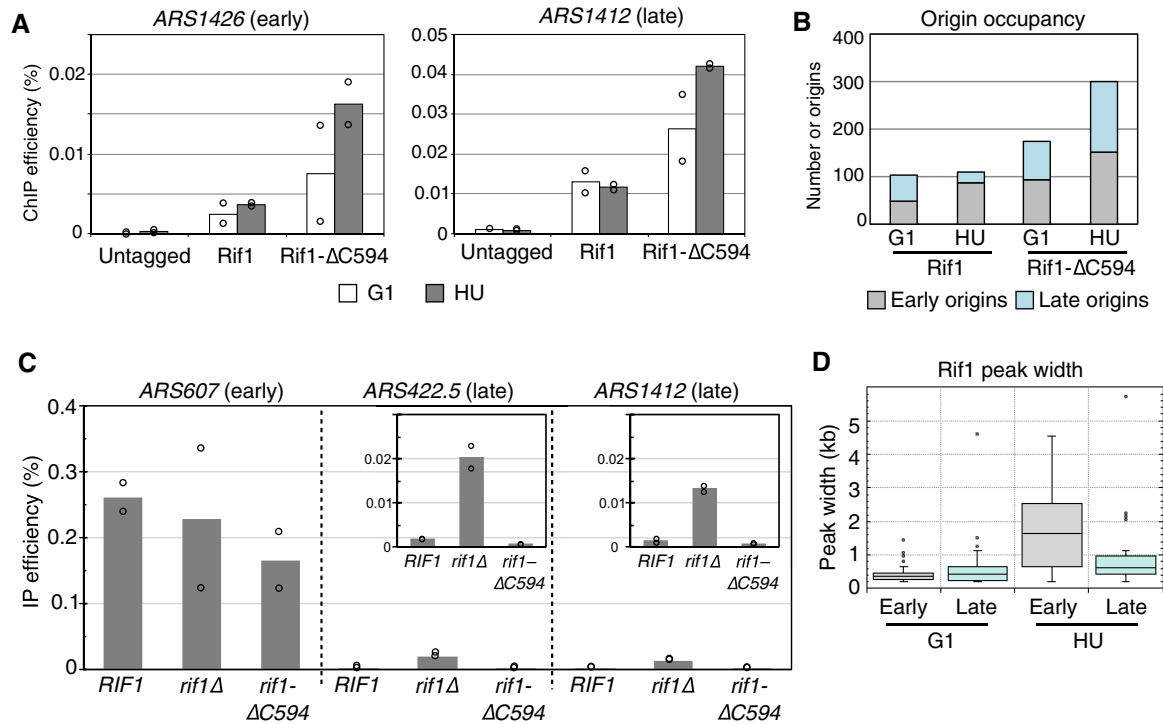 A
ARS1426 (early)
ChIP efficiency (%)
0.02
0.01
0
Untagged
Rif1
Rif1-ΔC594
ARS1412 (late)
0.05
0.04
0.03
0.02
0.01
0
Untagged
Rif1
Rif1-ΔC594
G1
HU
B
Origin occupancy
Number or origins
400
300
200
100
0
G1
HU
G1
HU
Rif1
Rif1-ΔC594
Early origins
Late origins
C
ARS607 (early)
ARS422.5 (late)
ARS1412 (late)
IP efficiency (%)
0.4
0.3
0.2
0.1
0
0.02
0.01
0
RIF1
rif1Δ
rif1–
ΔC594
0.02
0.01
0
RIF1
rif1Δ
rif1–
ΔC594
RIF1
rif1Δ
rif1-
ΔC594
RIF1
rif1Δ
rif1-
ΔC594
RIF1
rif1Δ
rif1-
ΔC594
D
Rif1 peak width
Peak width (kb)
5
4
3
2
1
0
Early
Late
Early
Late
G1
HU